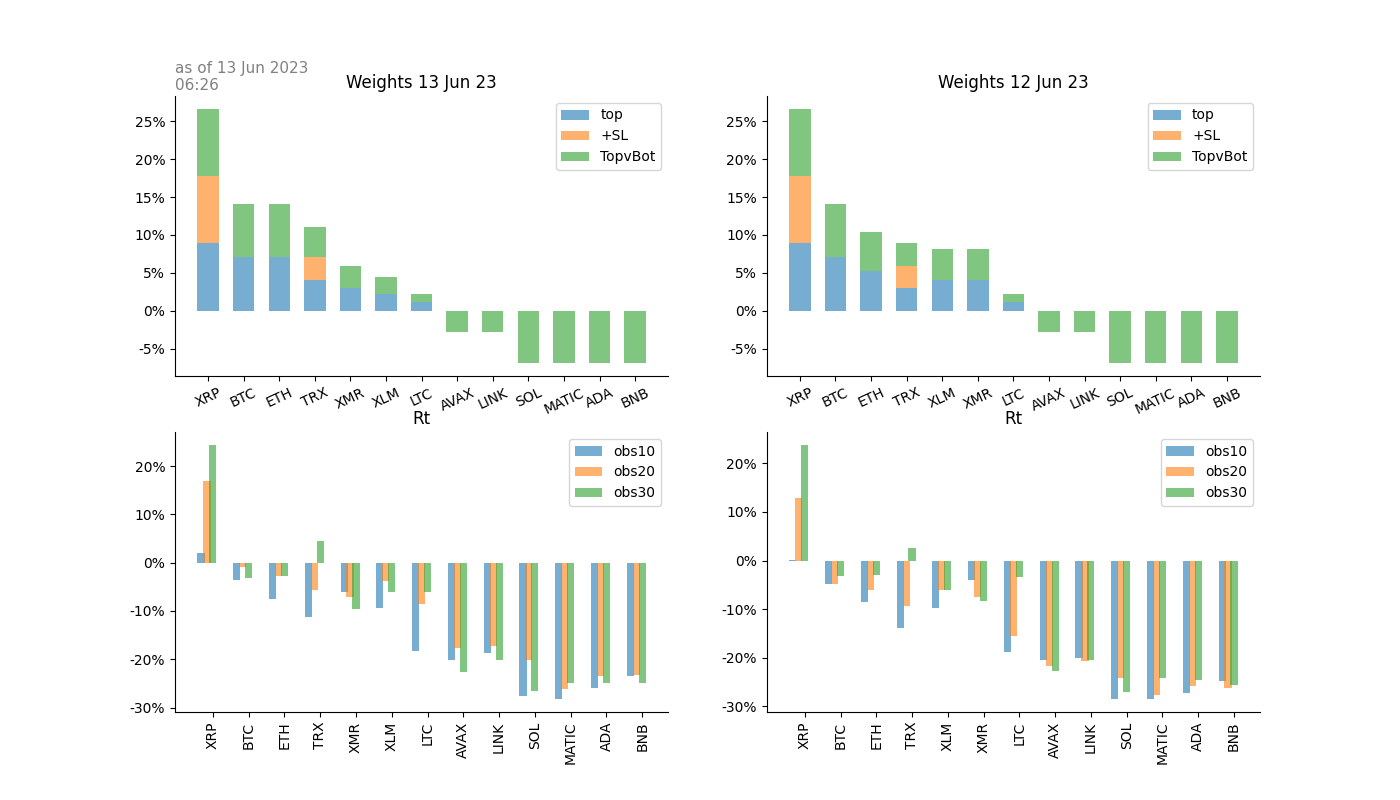 as of 13 Jun 2023
06:26
Weights 13 Jun 23
25%
20%
15%
10%
5%
0%
-5%
top
+SL
TopvBot
XRP BTC ETH TRX XMR XLM LTC AVAX LINK SOL MATIC ADA BNB
Weights 12 Jun 23
25%
20%
15%
10%
5%
0%
-5%
top
+SL
TopvBot
XRP BTC ETH TRX XLM XMR LTC AVAX LINK SOL MATIC ADA BNB
Rt
20%
10%
0%
-10%
-20%
-30%
obs10
obs20
obs30
XRP BTC ETH TRX XMR XLM LTC AVAX LINK SOL MATIC ADA BNB
Rt
20%
10%
0%
-10%
-20%
-30%
obs10
obs20
obs30
XRP BTC ETH TRX XLM XMR LTC AVAX LINK SOL MATIC ADA BNB